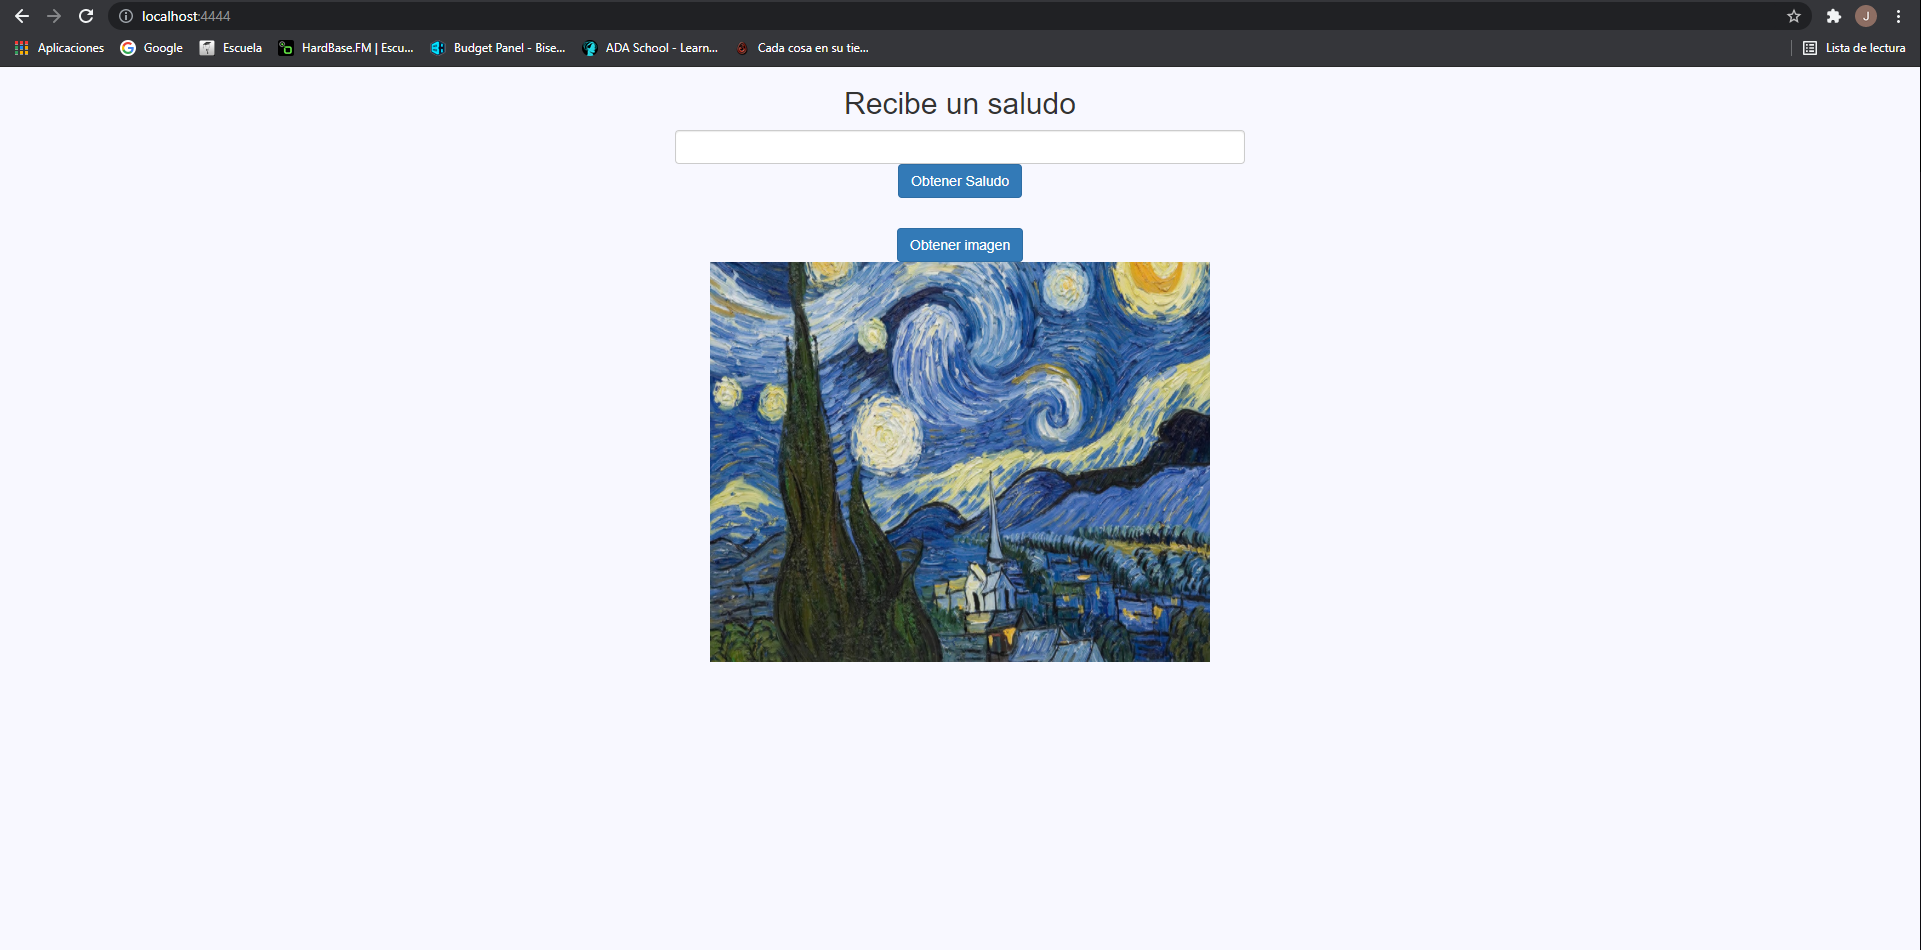 localhost:4444
Aplicaciones Google Escuela HardBase.FM | Escu... Budget Panel - Bise... ADA School - Learn... Cada cosa en su tie... Lista de lectura
J
Recibe un saludo
Obtener Saludo
Obtener imagen